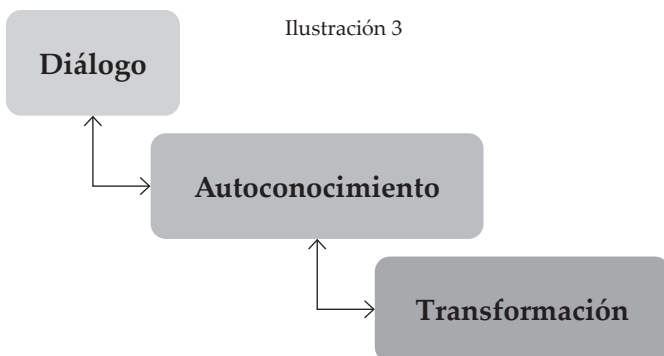 Ilustración 3
Diálogo
Autoconocimiento
Transformación